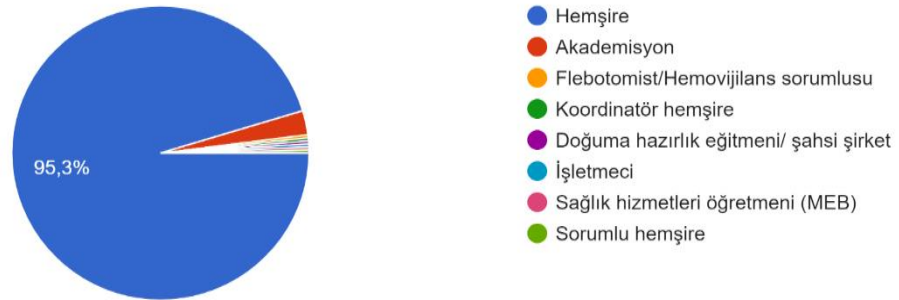 95,3%
Hemşire
Akademisyon
Flebotomist/Hemovijilans sorumlusu
Koordinatör hemşire
Doğuma hazırlık eğitmeni/ şahsi şirket
İşletmeci
Sağlık hizmetleri öğretmeni (MEB)
Sorumlu hemşire